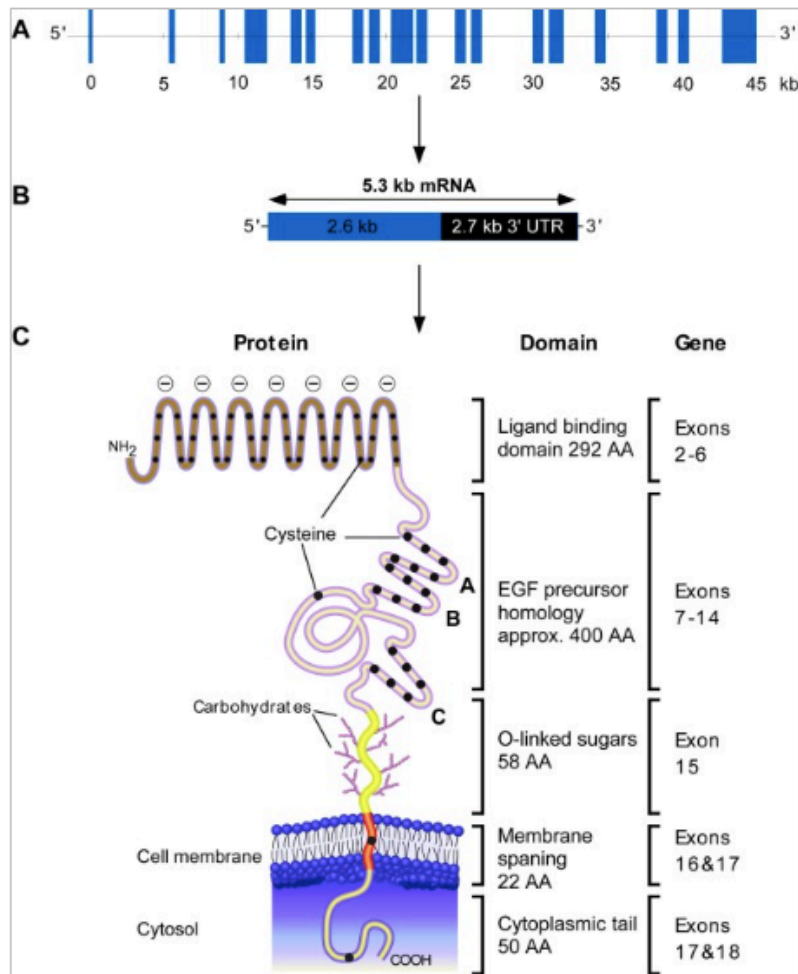 A 5' 3'
0 5 10 15 20 25 30 35 40 45 kb
B 5.3 kb mRNA
5' 2.6 kb 2.7 kb 3' UTR 3'
C Protein Domain Gene
NH2
Ligand binding
domain 292 AA
Exons
2-6
Cysteine
A
B
EGF precursor
homology
approx. 400 AA
Exons
7-14
C
Carbohydrates
O-linked sugars
58 AA
Exon
15
Cell membrane
Membrane
spaning
22 AA
Exons
16&17
Cytosol
COOH
Cytoplasmic tail
50 AA
Exons
17&18